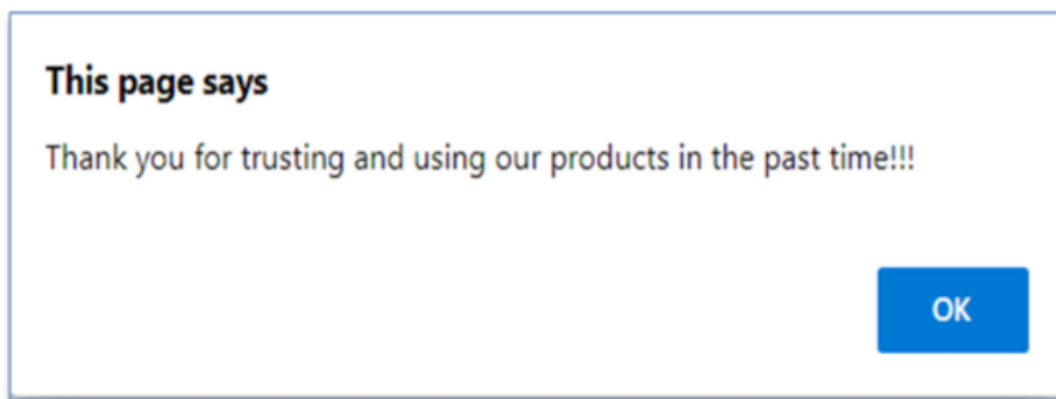 This page says
Thank you for trusting and using our products in the past time!!!
OK